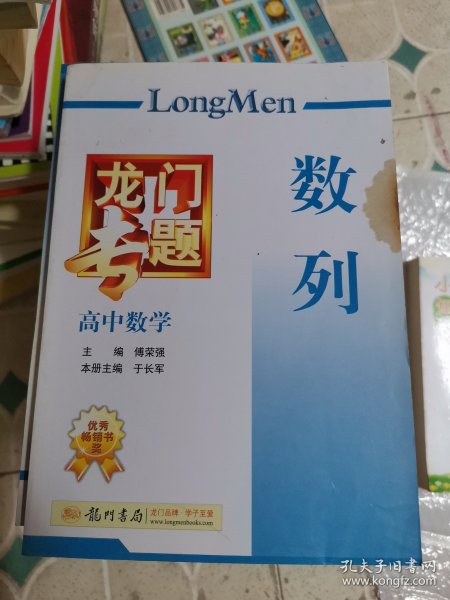 LongMen
龙门
专题
数列
高中数学
主 编 傅荣强
本册主编 于长军
优秀
畅销书
奖
龍門書局
龙门品牌 学子至爱
www.longmenbooks.com
孔夫子旧书网
www.kongfz.com